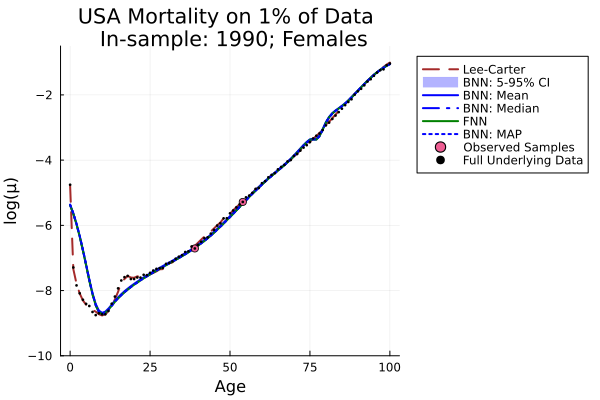 USA Mortality on 1% of Data
In-sample: 1990; Females
log(μ)
−2
−4
−6
−8
−10
0
25
50
75
100
Age
Lee-Carter
BNN: 5-95% CI
BNN: Mean
BNN: Median
FNN
BNN: MAP
Observed Samples
Full Underlying Data